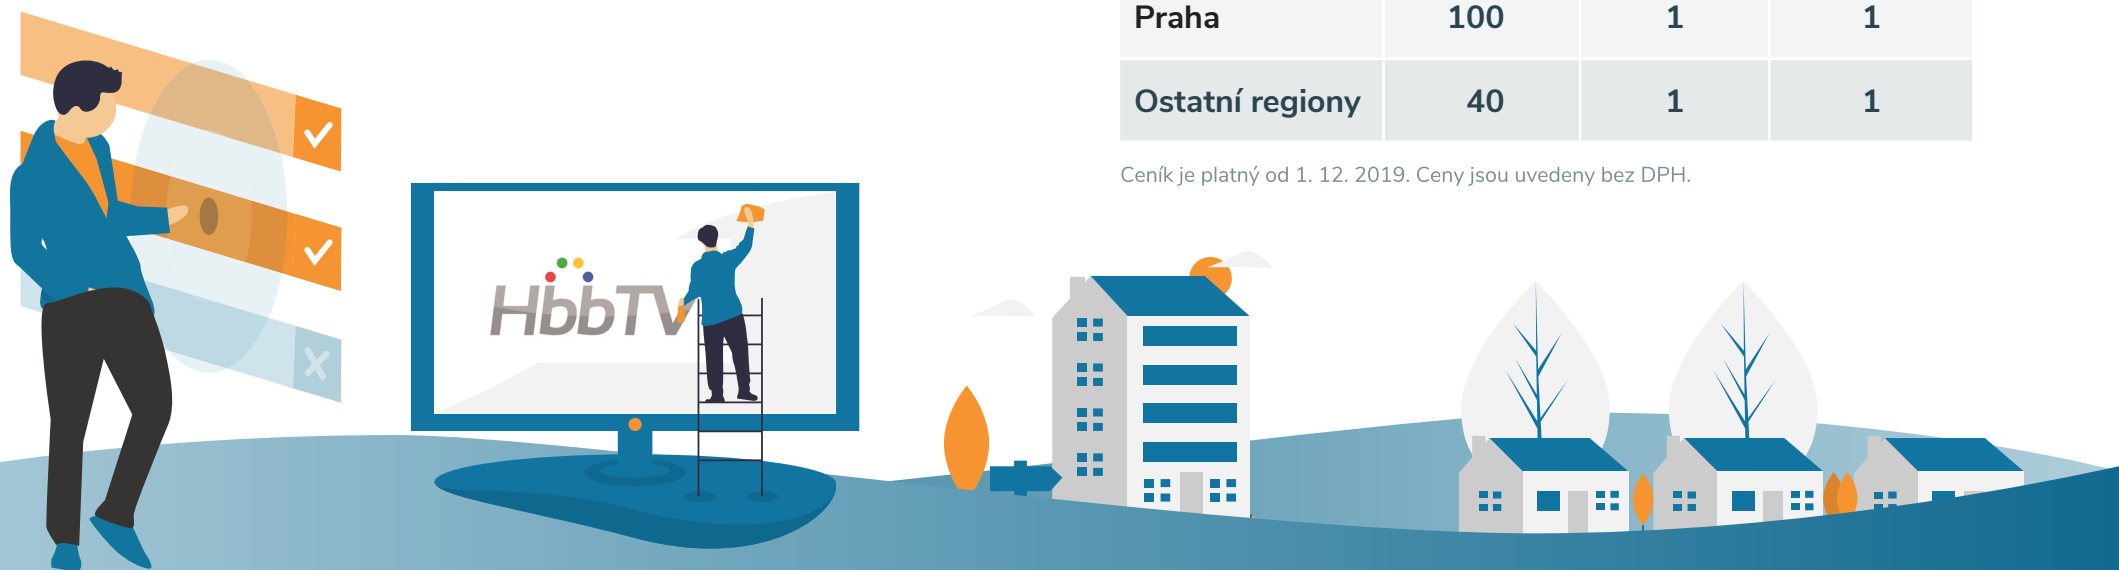 Praha 100 1 1
Ostatní regiony 40 1 1
Ceník je platný od 1. 12. 2019. Ceny jsou uvedeny bez DPH.
HbbTV